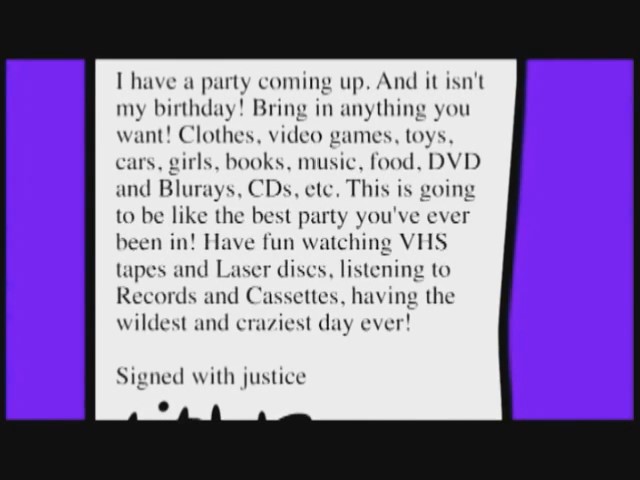 I have a party coming up. And it isn't
my birthday! Bring in anything you
want! Clothes, video games, toys,
cars, girls, books, music, food, DVD
and Blurays, CDs, etc. This is going
to be like the best party you've ever
been in! Have fun watching VHS
tapes and Laser discs, listening to
Records and Cassettes, having the
wildest and craziest day ever!
Signed with justice